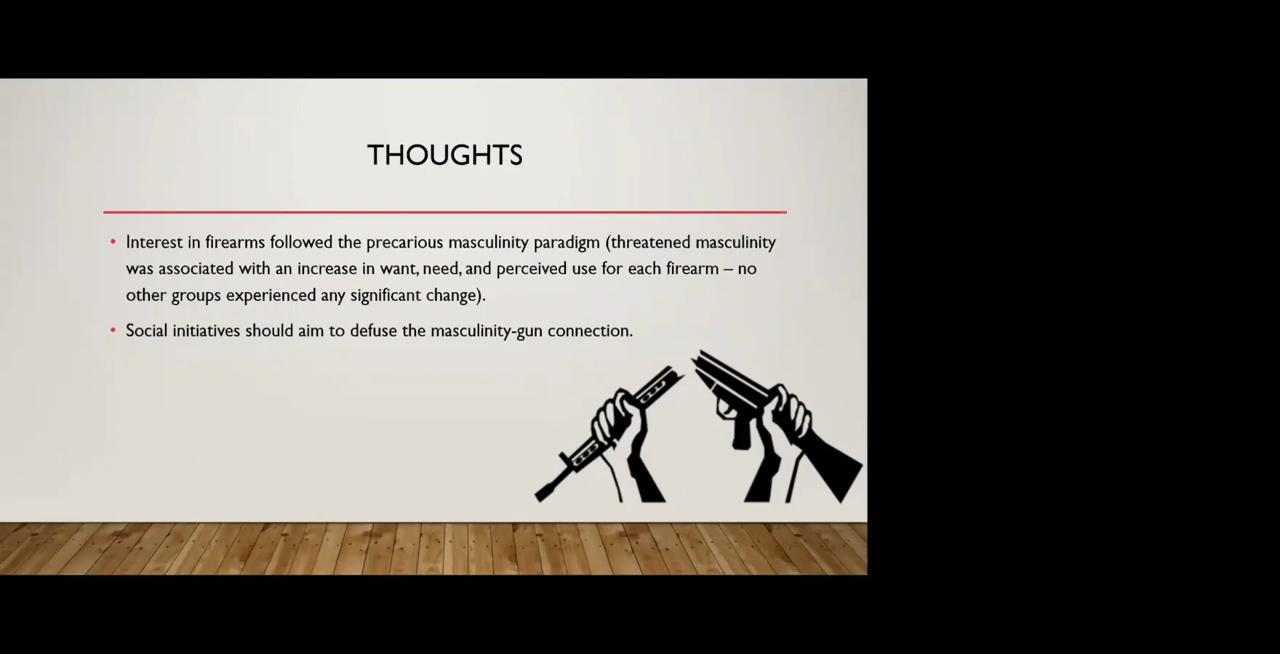 THOUGHTS
• Interest in firearms followed the precarious masculinity paradigm (threatened masculinity
was associated with an increase in want, need, and perceived use for each firearm – no
other groups experienced any significant change).
• Social initiatives should aim to defuse the masculinity-gun connection.